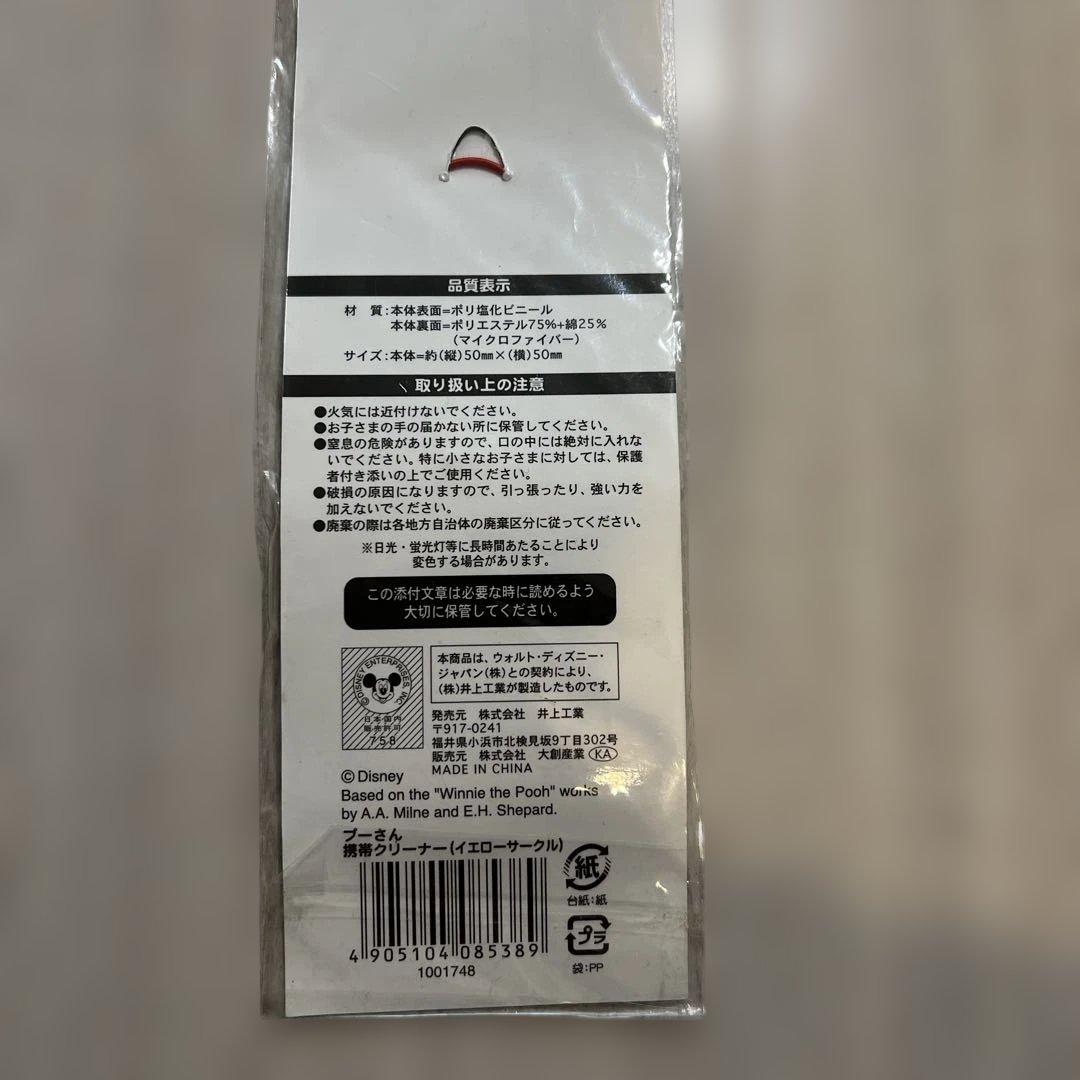 品質表示
材 質:本体表面=ポリ塩化ビニール
本体裏面=ポリエステル75%+綿25%
(マイクロファイバー)
サイズ:本体=約(縦)50㎜×(横)50㎜
取り扱い上の注意
●火気には近付けないでください。
●お子さまの手の届かない所に保管してください。
●窒息の危険がありますので、口の中には絶対に入れな
いでください。特に小さなお子さまに対しては、保護
者付き添いの上でご使用ください。
●破損の原因になりますので、引っ張ったり、強い力を
加えないでください。
●廃棄の際は各地方自治体の廃棄区分に従ってください。
※日光・蛍光灯等に長時間あたることにより
変色する場合があります。
この添付文章は必要な時に読めるよう
大切に保管してください。
©DISNEY ENTERPRISES, INC.
日本国内
販売許可
758
本商品は、ウォルト・ディズニー・
ジャパン(株)との契約により、
(株)井上工業が製造したものです。
発売元 株式会社 井上工業
〒917-0241
福井県小浜市北検見坂9丁目302号
販売元 株式会社 大創産業 KA
MADE IN CHINA
© Disney
Based on the "Winnie the Pooh" works
by A.A. Milne and E.H. Shepard.
プーさん
携帯クリーナー(イエローサークル)
紙
台紙:紙
プラ
袋:PP
4 905104 085389
1001748